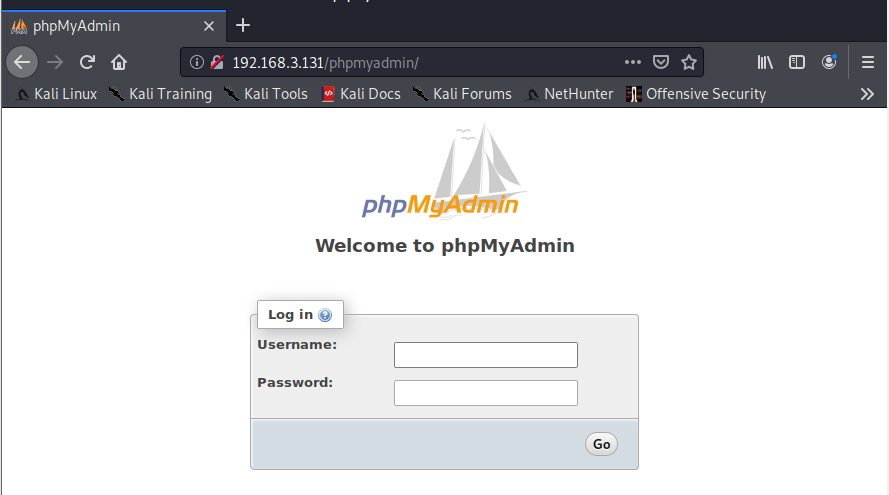 phpMyAdmin
192.168.3.131/phpmyadmin/
Kali Linux Kali Training Kali Tools Kali Docs Kali Forums NetHunter Offensive Security
phpMyAdmin
Welcome to phpMyAdmin
Log in
Username:
Password:
Go